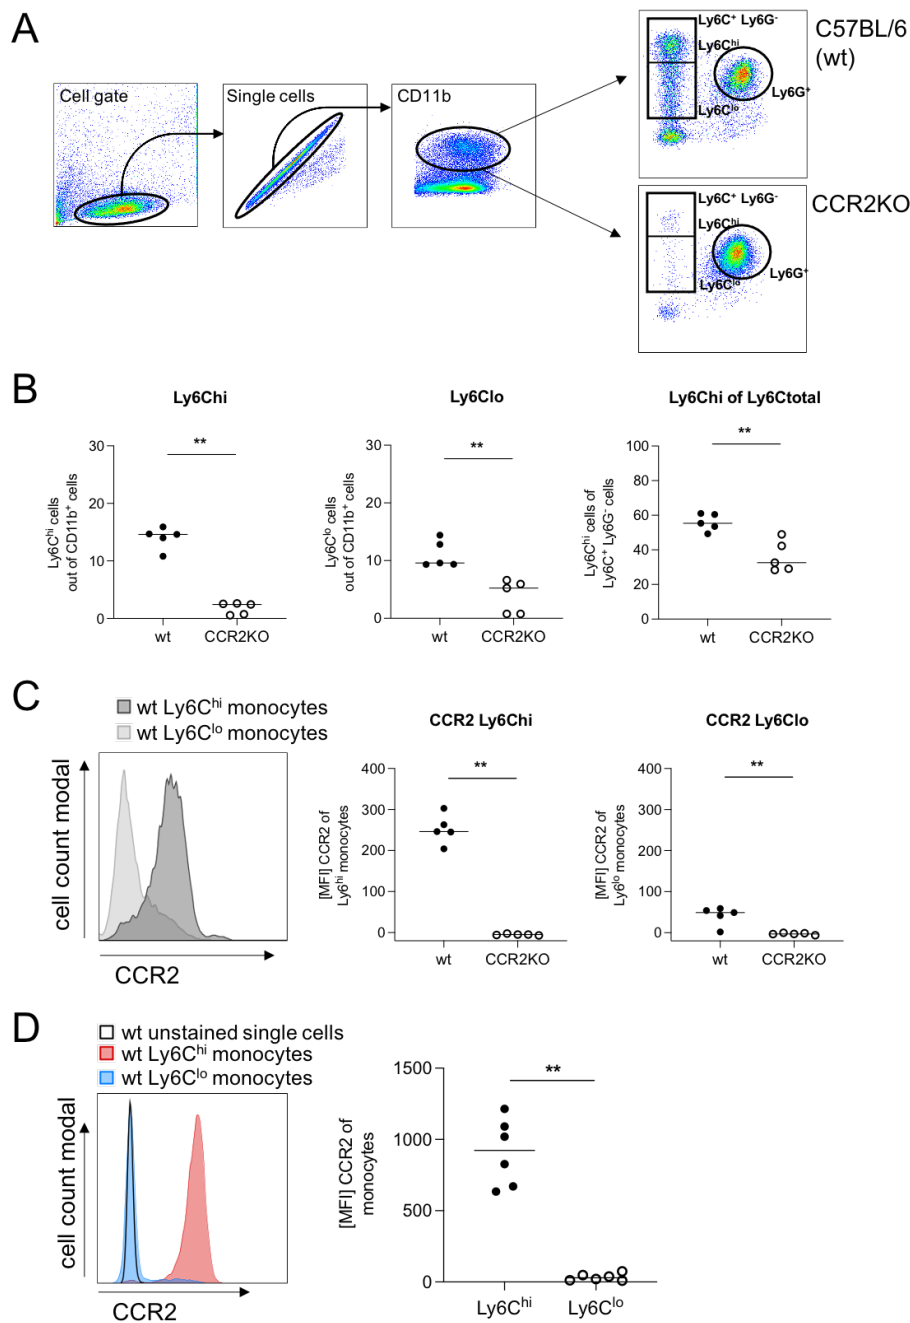 A
Cell gate
Single cells
CD11b
Ly6C⁺ Ly6G⁻
Ly6Cʰⁱ
Ly6Cˡᵒ
Ly6G⁺
C57BL/6
(wt)
Ly6C⁺ Ly6G⁻
Ly6Cʰⁱ
Ly6Cˡᵒ
Ly6G⁺
CCR2KO
B
Ly6Chi
Ly6Cʰⁱ cells
out of CD11b⁺ cells
30
20
10
0
**
wt
CCR2KO
Ly6Clo
Ly6Cˡᵒ cells
out of CD11b⁺ cells
30
20
10
0
**
wt
CCR2KO
Ly6Chi of Ly6Ctotal
Ly6Cʰⁱ cells of
Ly6C⁺ Ly6G⁻ cells
100
80
60
40
20
0
**
wt
CCR2KO
C
wt Ly6Cʰⁱ monocytes
wt Ly6Cˡᵒ monocytes
cell count modal
CCR2
CCR2 Ly6Chi
[MFI] CCR2 of
Ly6ʰⁱ monocytes
400
300
200
100
0
**
wt
CCR2KO
CCR2 Ly6Clo
[MFI] CCR2 of
Ly6ˡᵒ monocytes
400
300
200
100
0
**
wt
CCR2KO
D
wt unstained single cells
wt Ly6Cʰⁱ monocytes
wt Ly6Cˡᵒ monocytes
cell count modal
CCR2
[MFI] CCR2 of
monocytes
1500
1000
500
0
**
Ly6Cʰⁱ
Ly6Cˡᵒ